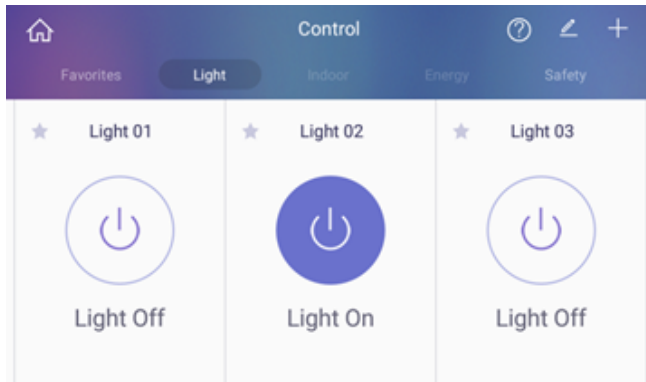 Control
Favorites Light Indoor Energy Safety
Light 01 Light 02 Light 03
Light Off Light On Light Off